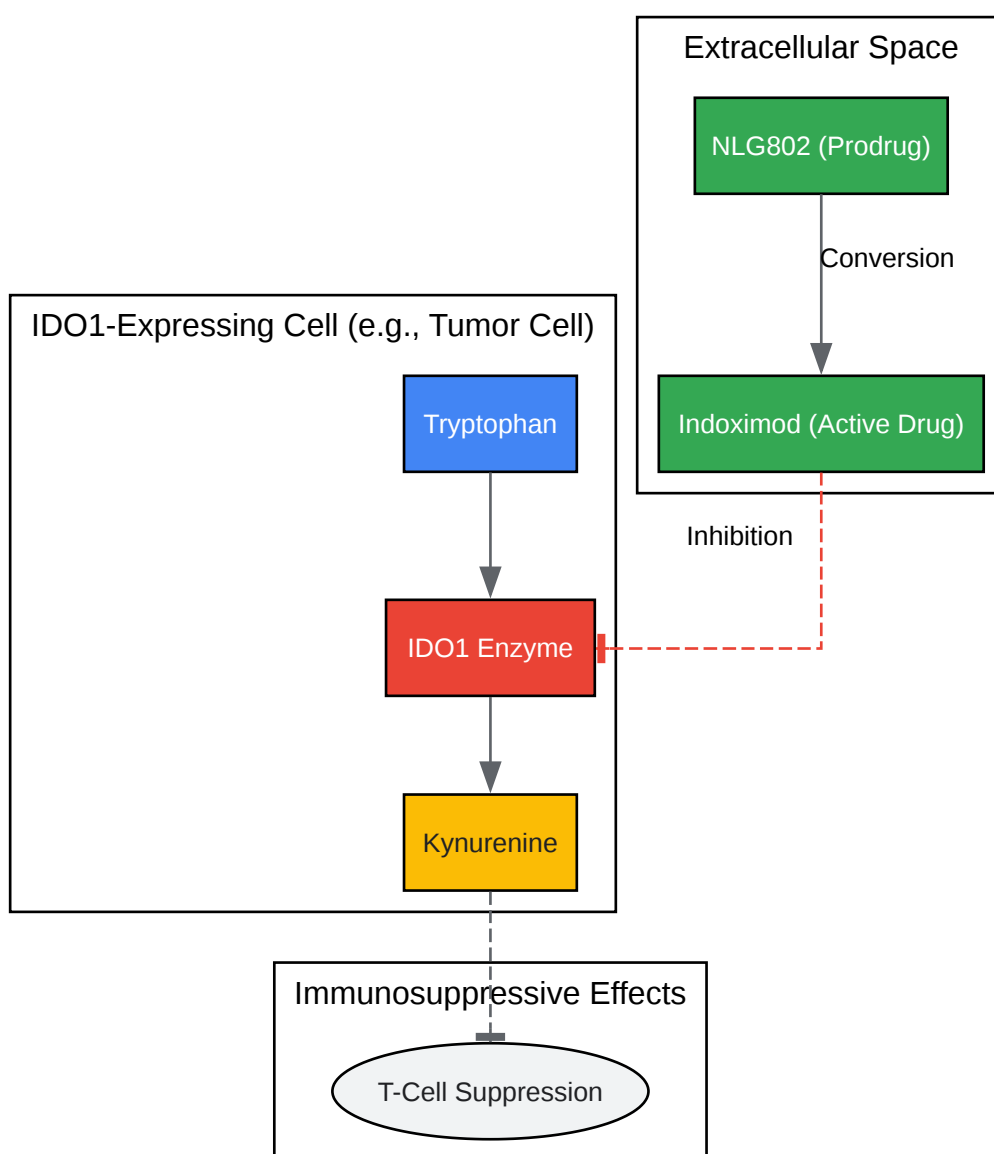 Extracellular Space
NLG802 (Prodrug)
Conversion
IDO1-Expressing Cell (e.g., Tumor Cell)
Tryptophan
Indoximod (Active Drug)
Inhibition
IDO1 Enzyme
Kynurenine
Immunosuppressive Effects
T-Cell Suppression